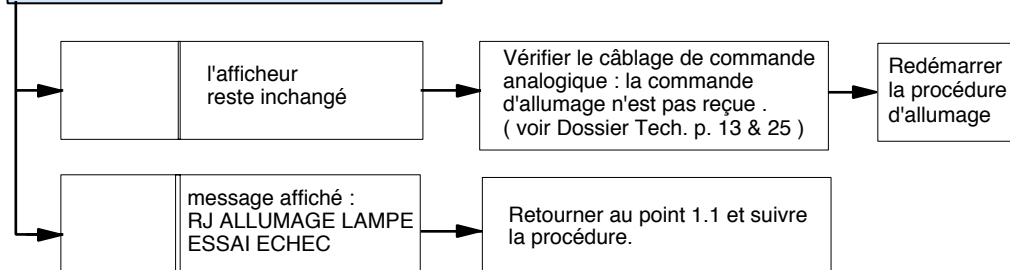 l'afficheur
reste inchangé
Vérifier le câblage de commande
analogique : la commande
d'allumage n'est pas reçue .
( voir Dossier Tech. p. 13 & 25 )
Redémarrer
la procédure
d'allumage
message affiché :
RJ ALLUMAGE LAMPE
ESSAI ECHEC
Retourner au point 1.1 et suivre
la procédure.